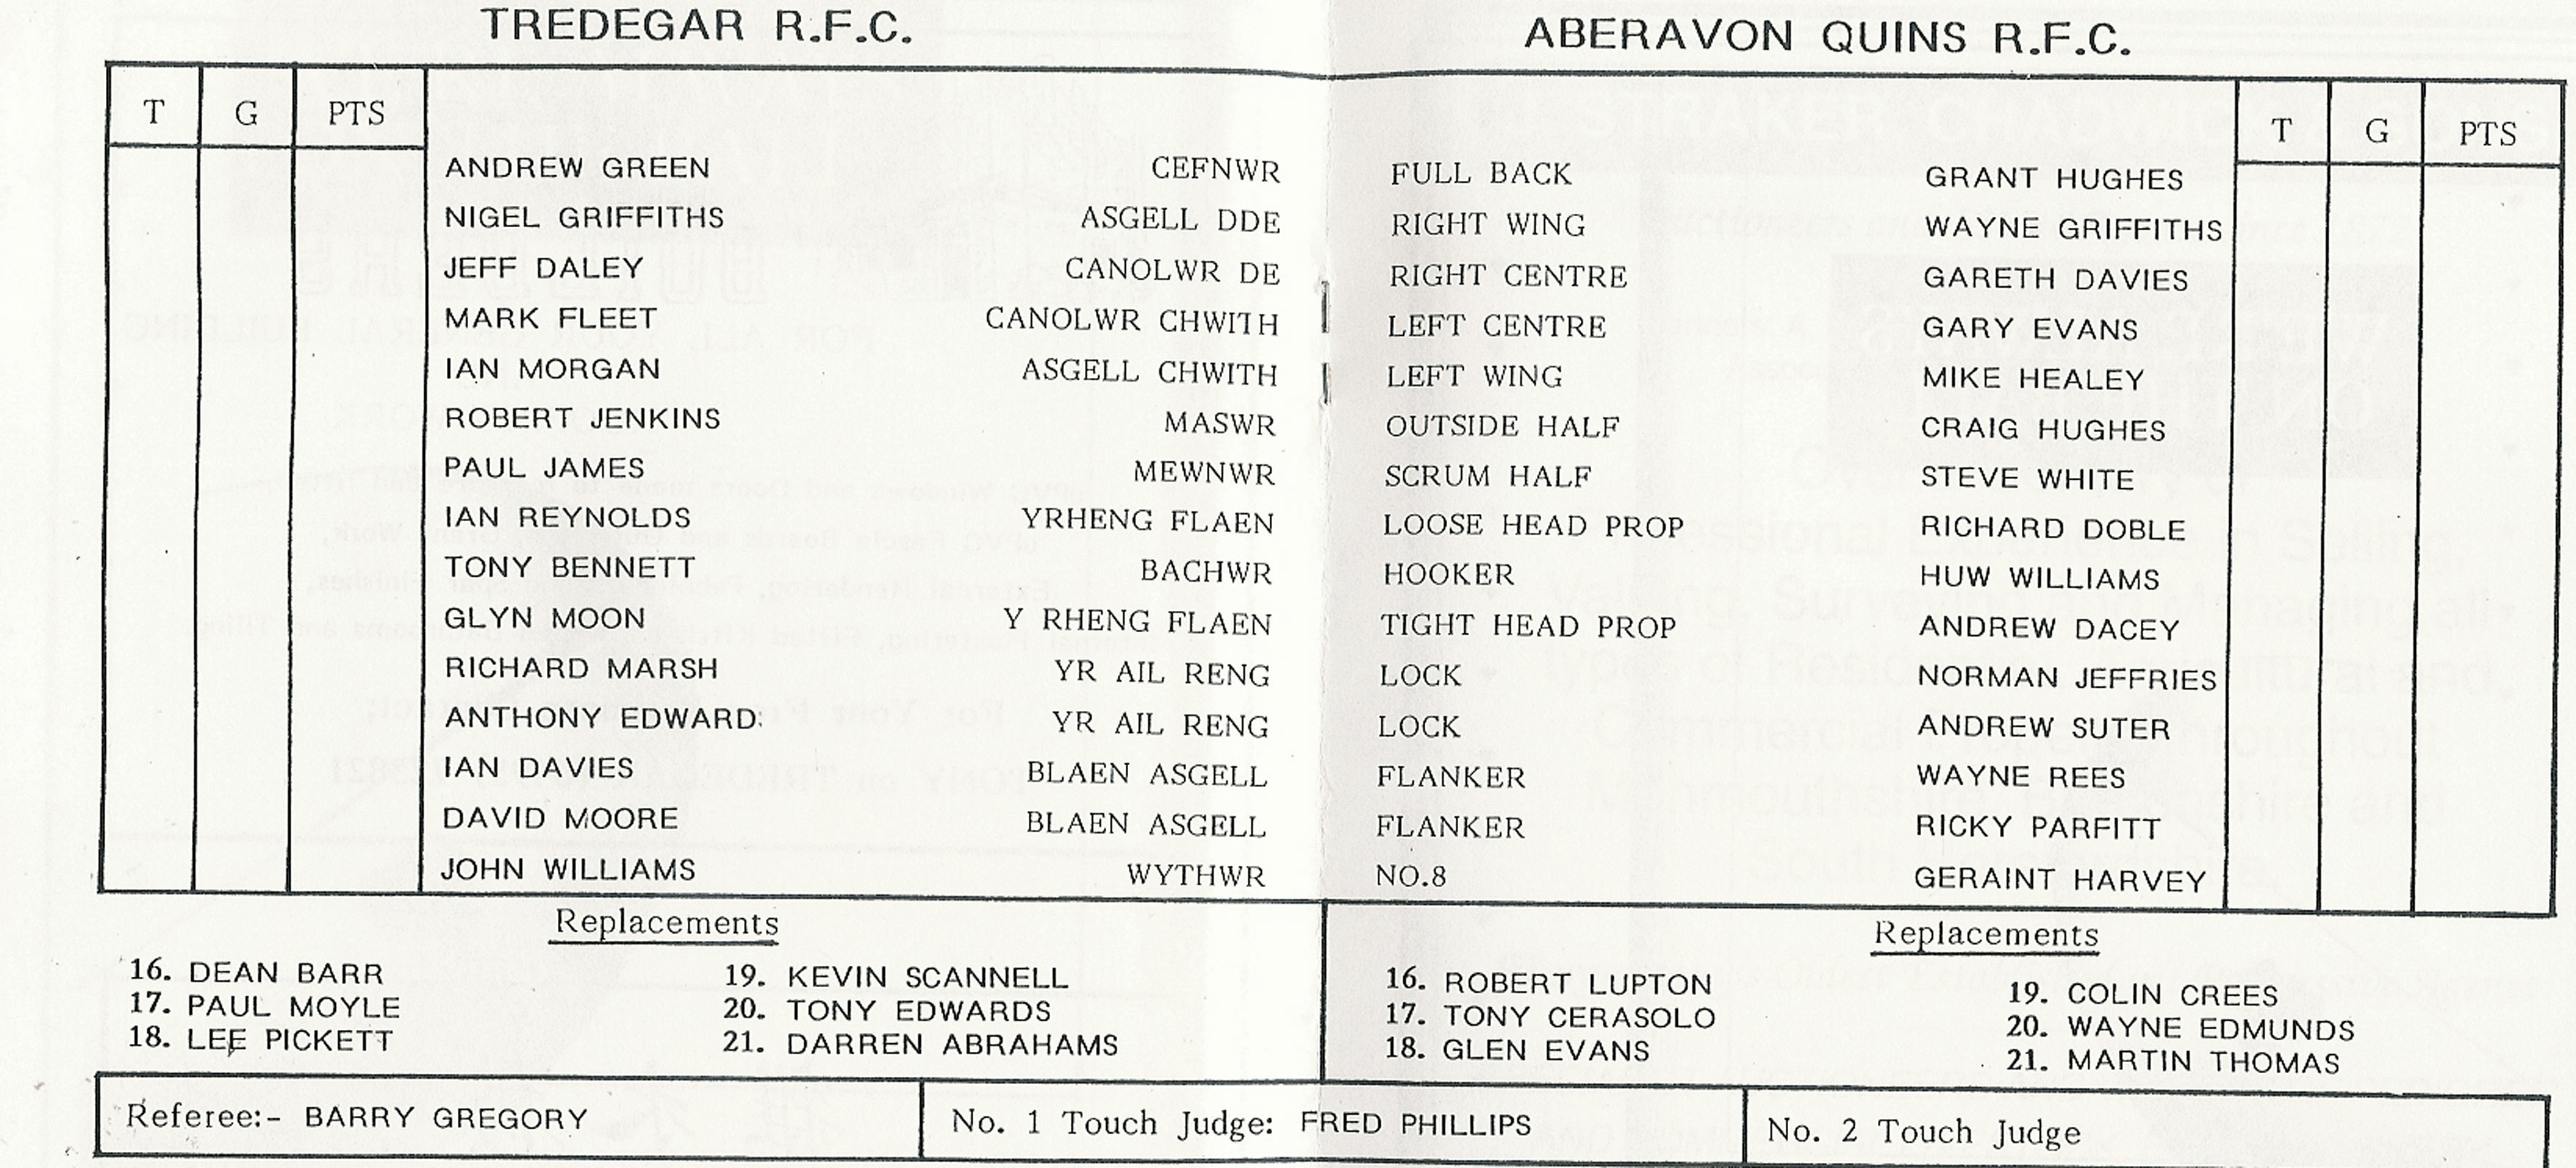 TREDEGAR R.F.C. ABERAVON QUINS R.F.C.
T G PTS T G PTS
ANDREW GREEN CEFNWR FULL BACK GRANT HUGHES
NIGEL GRIFFITHS ASGELL DDE RIGHT WING WAYNE GRIFFITHS
JEFF DALEY CANOLWR DE RIGHT CENTRE GARETH DAVIES
MARK FLEET CANOLWR CHWITH LEFT CENTRE GARY EVANS
IAN MORGAN ASGELL CHWITH LEFT WING MIKE HEALEY
ROBERT JENKINS MASWR OUTSIDE HALF CRAIG HUGHES
PAUL JAMES MEWNWR SCRUM HALF STEVE WHITE
IAN REYNOLDS YRHENG FLAEN LOOSE HEAD PROP RICHARD DOBLE
TONY BENNETT BACHWR HOOKER HUW WILLIAMS
GLYN MOON Y RHENG FLAEN TIGHT HEAD PROP ANDREW DACEY
RICHARD MARSH YR AIL RENG LOCK NORMAN JEFFRIES
ANTHONY EDWARD: YR AIL RENG LOCK ANDREW SUTER
IAN DAVIES BLAEN ASGELL FLANKER WAYNE REES
DAVID MOORE BLAEN ASGELL FLANKER RICKY PARFITT
JOHN WILLIAMS WYTHWR NO.8 GERAINT HARVEY
Replacements Replacements
16. DEAN BARR 19. KEVIN SCANNELL 16. ROBERT LUPTON 19. COLIN CREES
17. PAUL MOYLE 20. TONY EDWARDS 17. TONY CERASOLO 20. WAYNE EDMUNDS
18. LEE PICKETT 21. DARREN ABRAHAMS 18. GLEN EVANS 21. MARTIN THOMAS
Referee:- BARRY GREGORY No. 1 Touch Judge: FRED PHILLIPS No. 2 Touch Judge